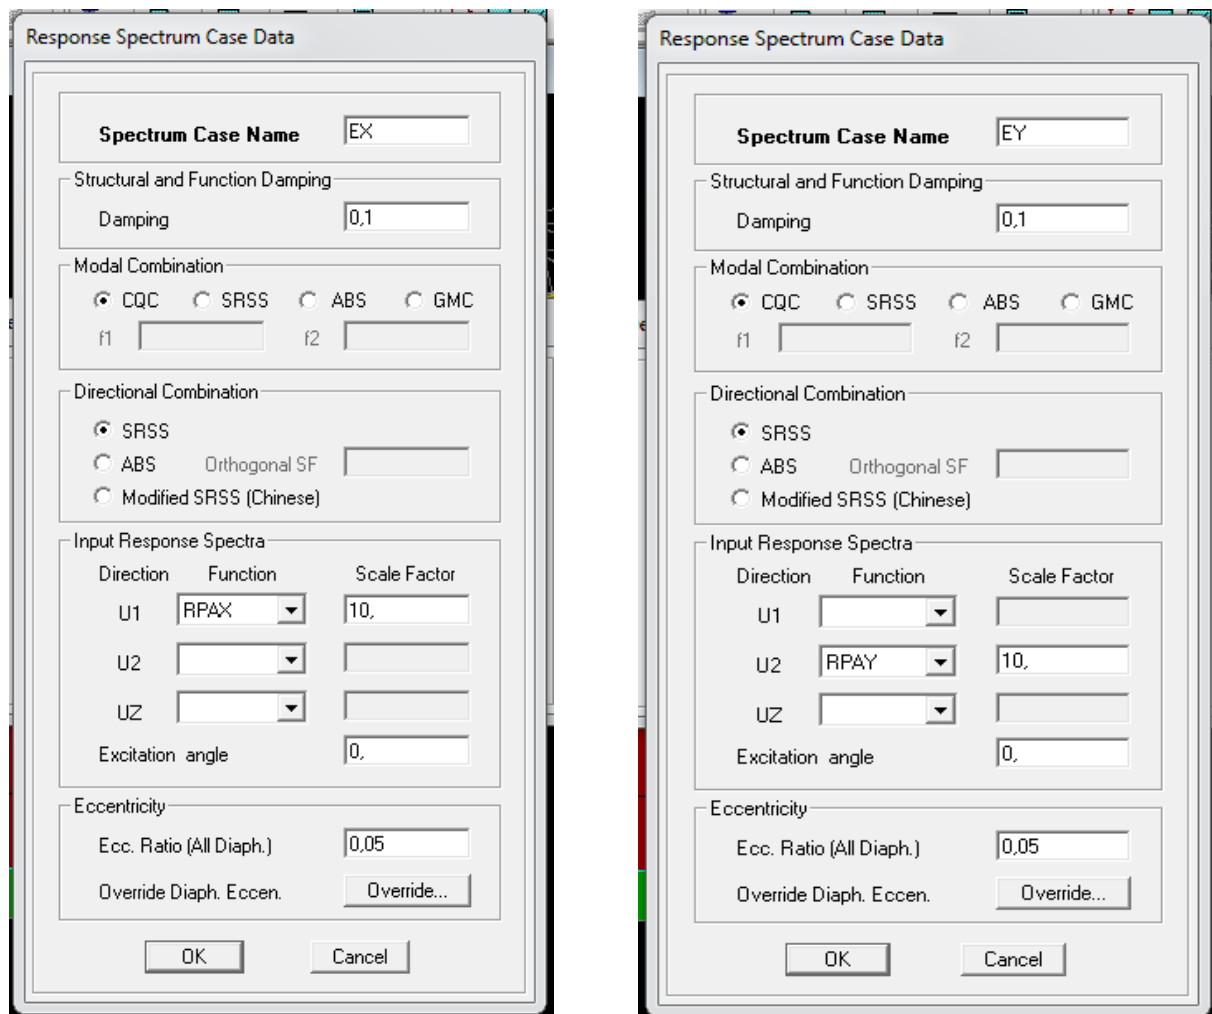 Response Spectrum Case Data
Spectrum Case Name EX
Structural and Function Damping
Damping 0,1
Modal Combination
CQC SRSS ABS GMC
f1 f2
Directional Combination
SRSS
ABS Orthogonal SF
Modified SRSS (Chinese)
Input Response Spectra
Direction Function Scale Factor
U1 RPAX 10,
U2
UZ
Excitation angle 0,
Eccentricity
Ecc. Ratio (All Diaph.) 0,05
Override Diaph. Eccen. Override...
OK Cancel
Response Spectrum Case Data
Spectrum Case Name EY
Structural and Function Damping
Damping 0,1
Modal Combination
CQC SRSS ABS GMC
f1 f2
Directional Combination
SRSS
ABS Orthogonal SF
Modified SRSS (Chinese)
Input Response Spectra
Direction Function Scale Factor
U1
U2 RPAY 10,
UZ
Excitation angle 0,
Eccentricity
Ecc. Ratio (All Diaph.) 0,05
Override Diaph. Eccen. Override...
OK Cancel